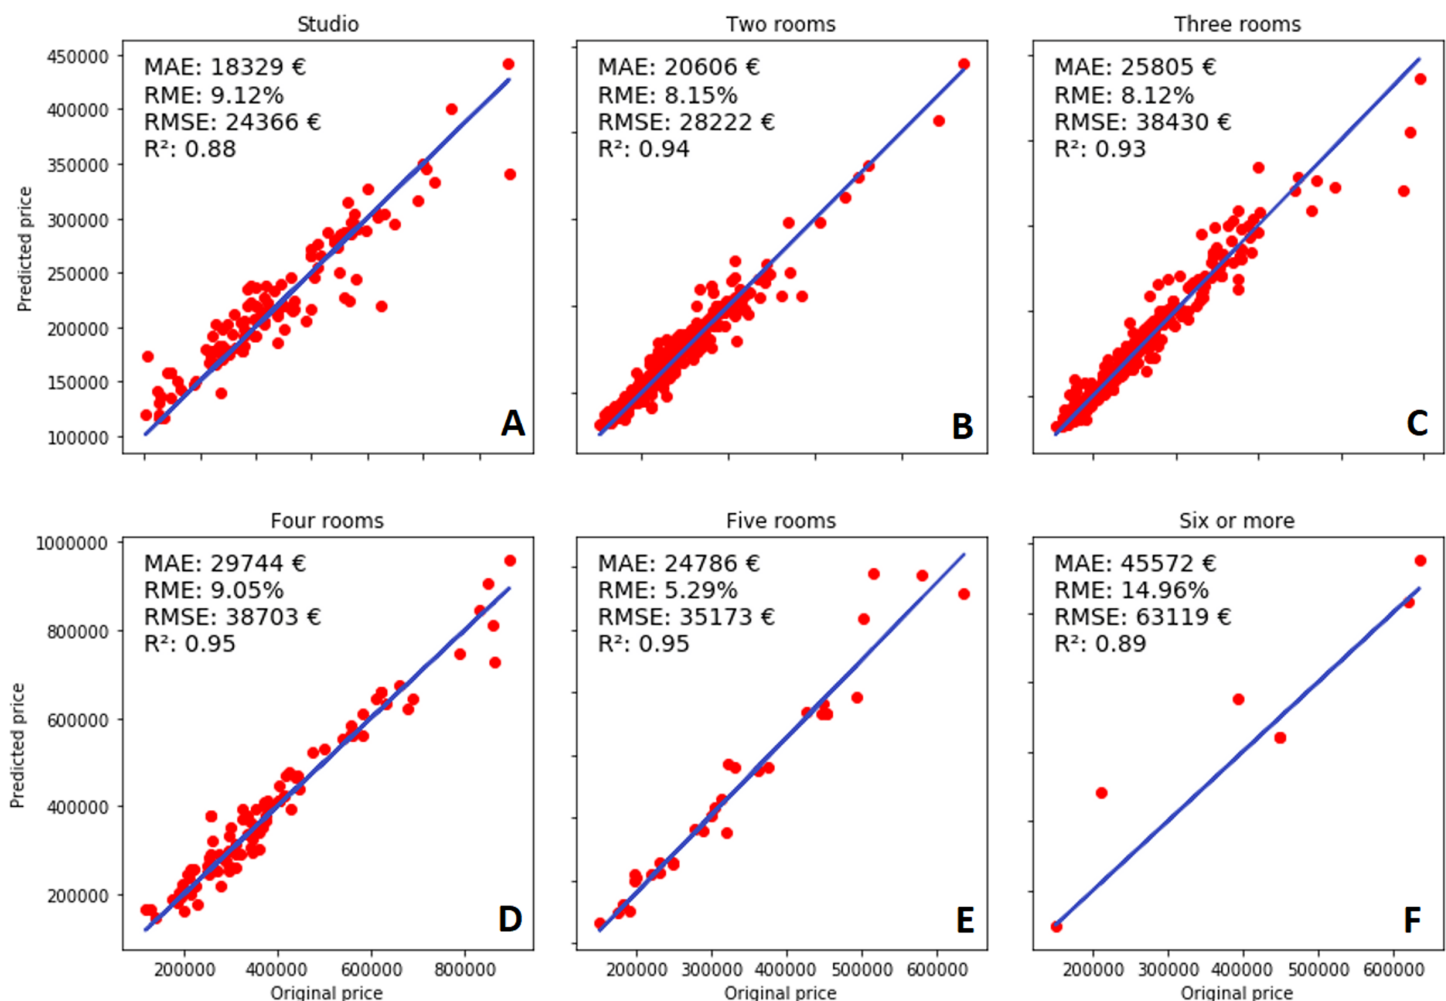 Studio
Two rooms
Three rooms
MAE: 18329 €
RME: 9.12%
RMSE: 24366 €
R²: 0.88
MAE: 20606 €
RME: 8.15%
RMSE: 28222 €
R²: 0.94
MAE: 25805 €
RME: 8.12%
RMSE: 38430 €
R²: 0.93
450000
400000
350000
300000
250000
200000
150000
100000
Predicted price
A
B
C
Four rooms
Five rooms
Six or more
MAE: 29744 €
RME: 9.05%
RMSE: 38703 €
R²: 0.95
MAE: 24786 €
RME: 5.29%
RMSE: 35173 €
R²: 0.95
MAE: 45572 €
RME: 14.96%
RMSE: 63119 €
R²: 0.89
1000000
800000
600000
400000
200000
Predicted price
D
E
F
200000 400000 600000 800000
200000 300000 400000 500000 600000
200000 300000 400000 500000 600000
Original price
Original price
Original price